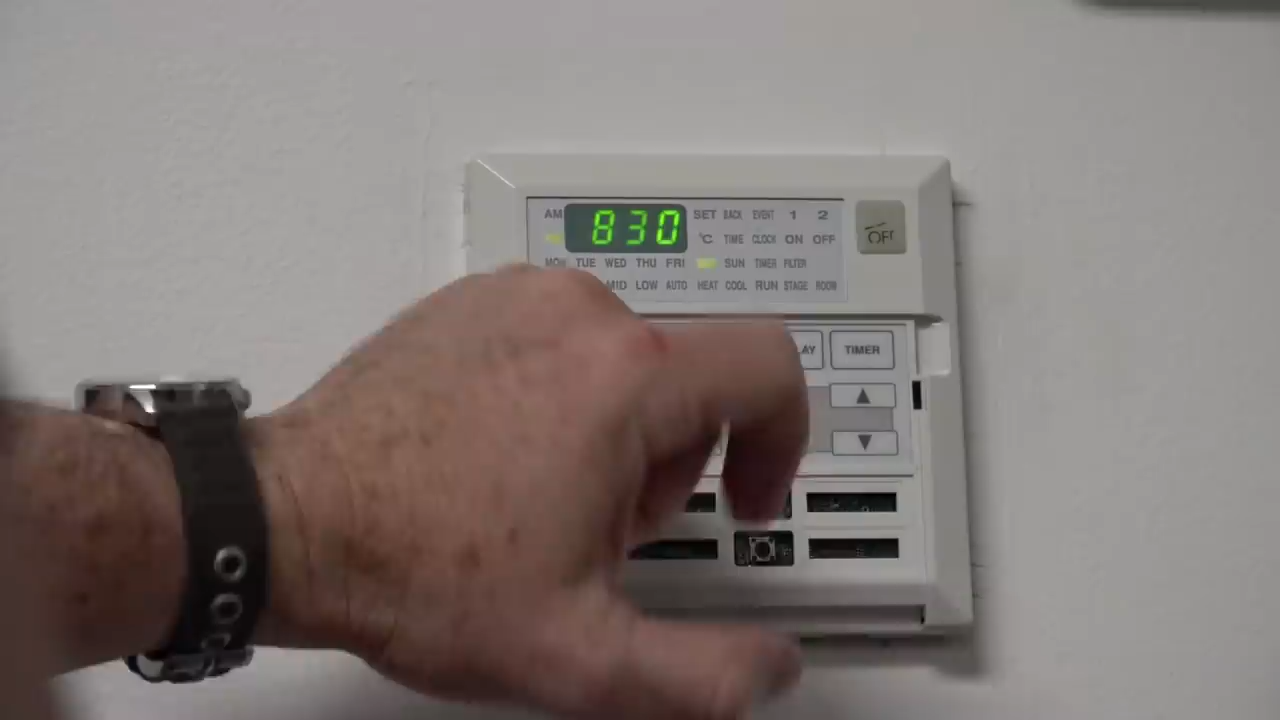 AM 830 SET BACK EVENT 1 2
°C TIME CLOCK ON OFF
MON TUE WED THU FRI SUN TIMER FILTER
MID LOW AUTO HEAT COOL RUN STAGE ROOM
OFF
LAY TIMER